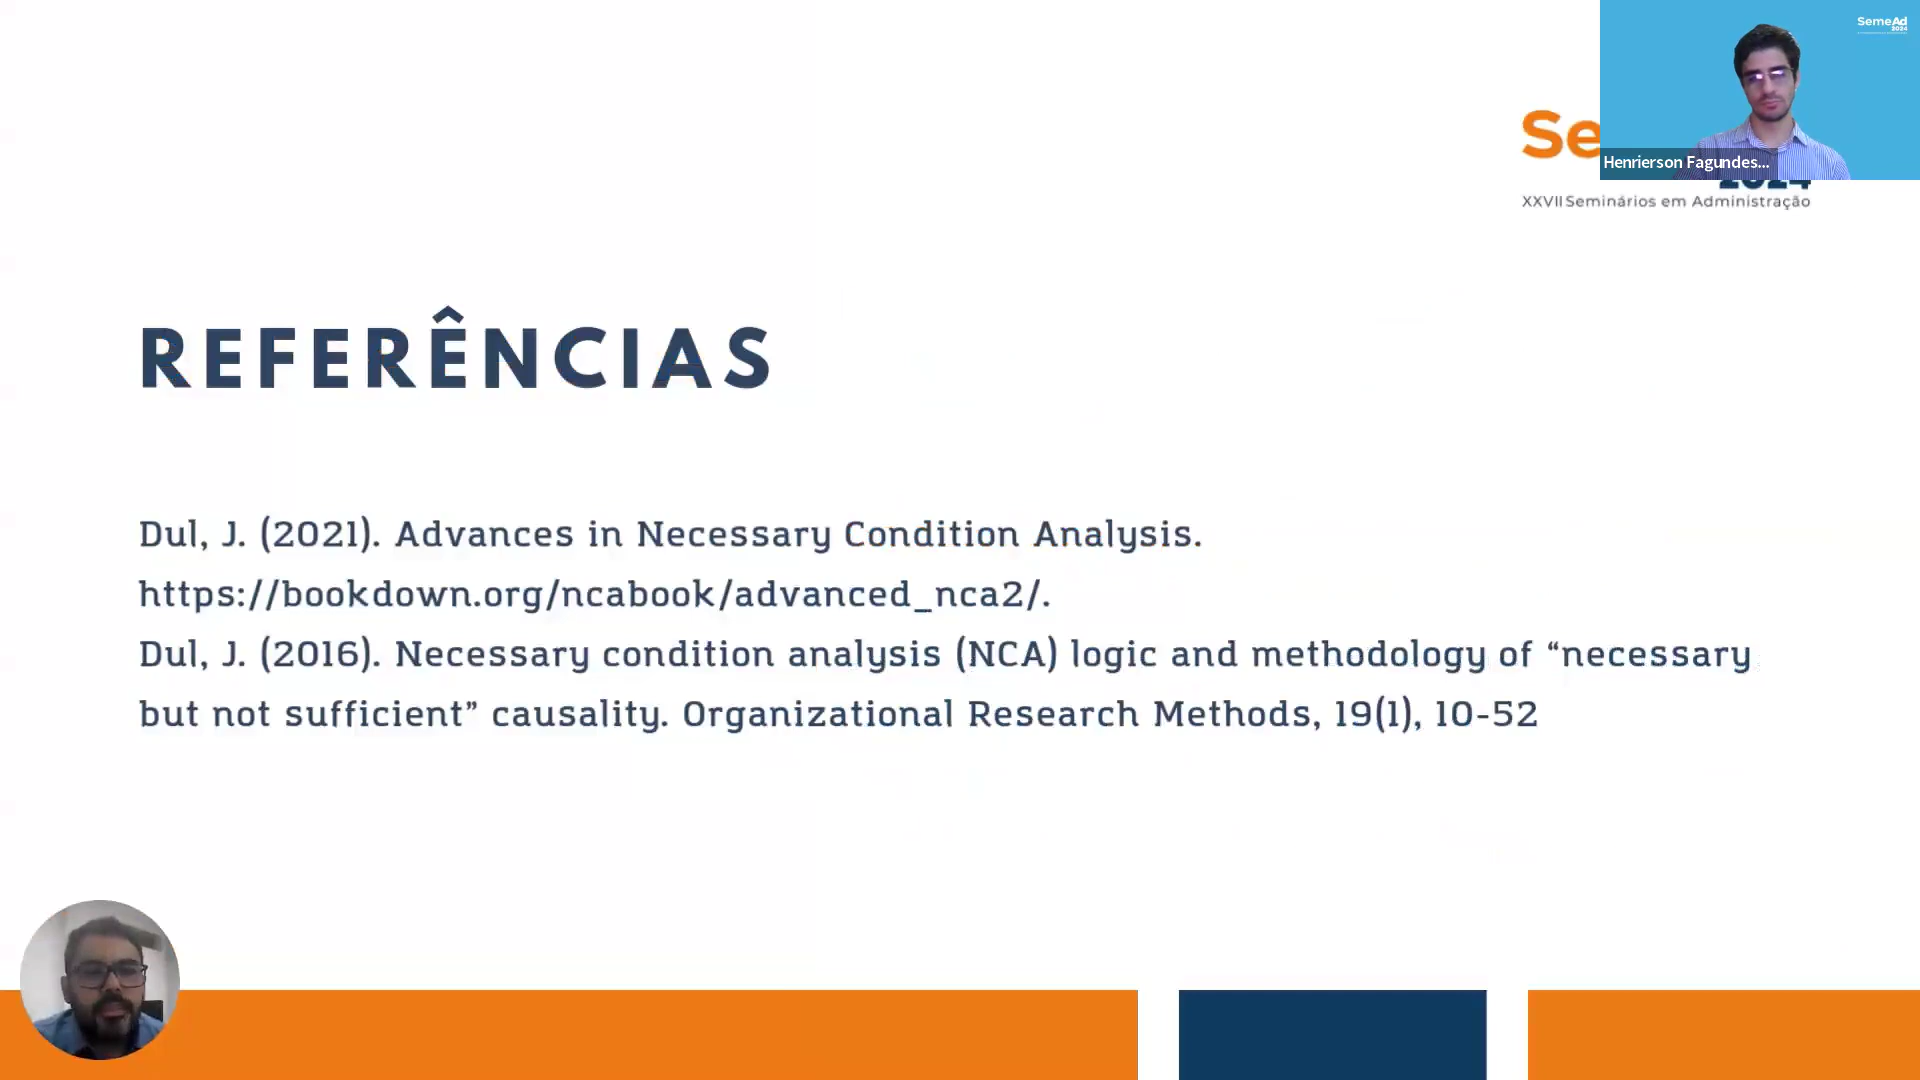 SemeAd
2024
Se
Henrierson Fagundes...
2024
XXVII Seminários em Administração
REFERÊNCIAS
Dul, J. (2021). Advances in Necessary Condition Analysis.
https://bookdown.org/ncabook/advanced_nca2/.
Dul, J. (2016). Necessary condition analysis (NCA) logic and methodology of “necessary
but not sufficient” causality. Organizational Research Methods, 19(1), 10-52